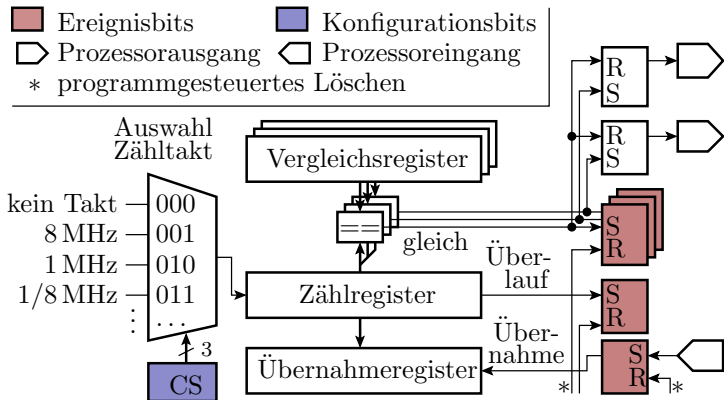 Ereignisbits
Konfigurationsbits
Prozessorausgang
Prozessoreingang
* programmgesteuertes Löschen
Auswahl
Zähltakt
Vergleichsregister
R
S
R
S
kein Takt
000
8 MHz
001
1 MHz
010
1/8 MHz
011
⋮
⋮ ...
==
gleich
S
R
Zählregister
Über-
lauf
S
R
3
CS
Übernahmeregister
Über-
nahme
S
R
*
*